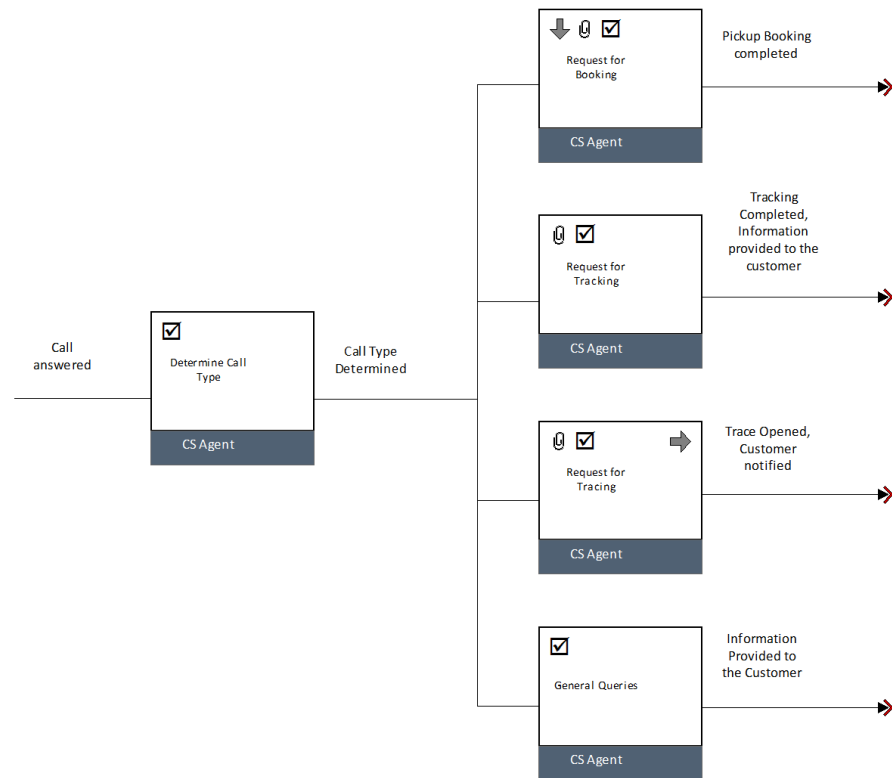 Call
answered
Determine Call
Type
CS Agent
Call Type
Determined
Request for
Booking
CS Agent
Pickup Booking
completed
Request for
Tracking
CS Agent
Tracking
Completed,
Information
provided to the
customer
Request for
Tracing
CS Agent
Trace Opened,
Customer
notified
General Queries
CS Agent
Information
Provided to
the Customer